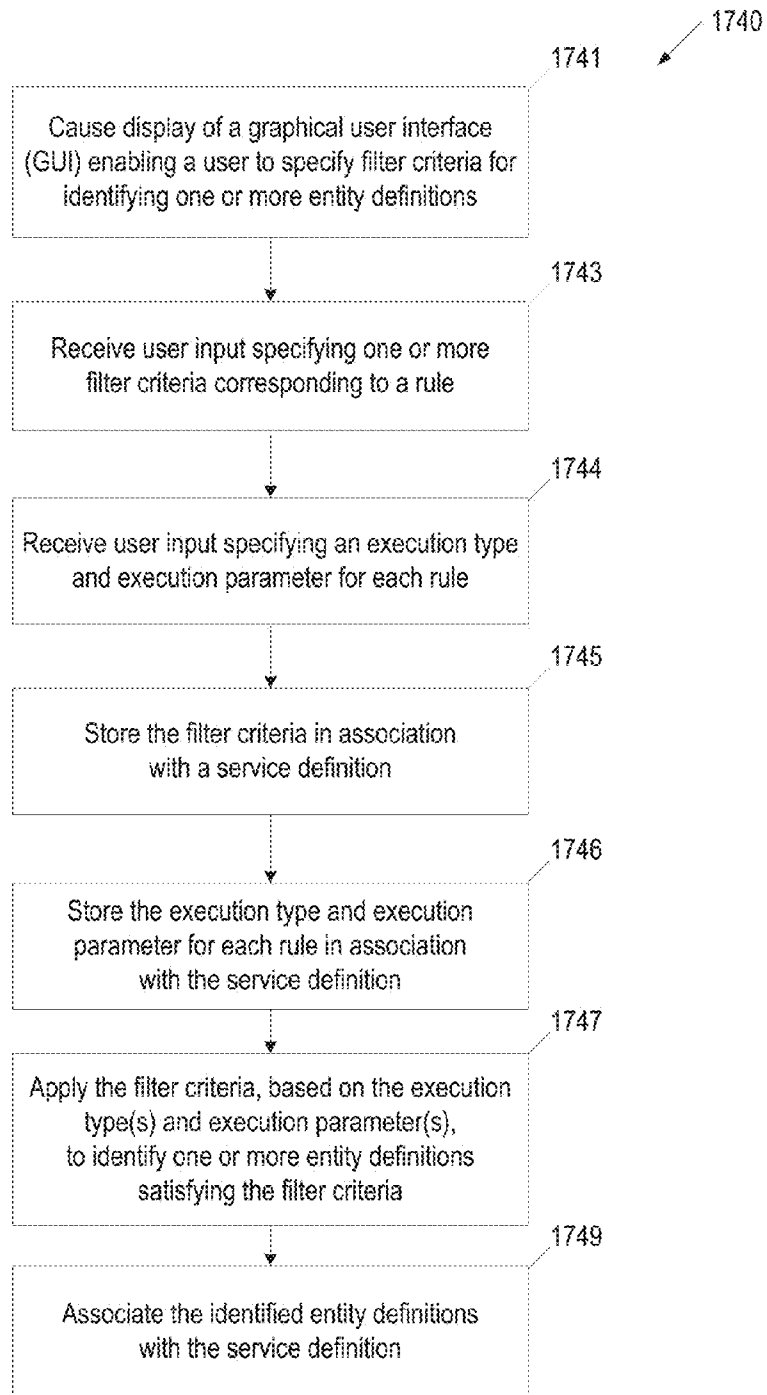 1740
1741
Cause display of a graphical user interface
(GUI) enabling a user to specify filter criteria for
identifying one or more entity definitions
1743
Receive user input specifying one or more
filter criteria corresponding to a rule
1744
Receive user input specifying an execution type
and execution parameter for each rule
1745
Store the filter criteria in association
with a service definition
1746
Store the execution type and execution
parameter for each rule in association
with the service definition
1747
Apply the filter criteria, based on the execution
type(s) and execution parameter(s),
to identify one or more entity definitions
satisfying the filter criteria
1749
Associate the identified entity definitions
with the service definition